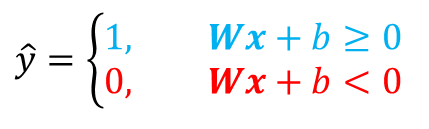 ŷ = { 1, Wx + b ≥ 0
0, Wx + b < 0